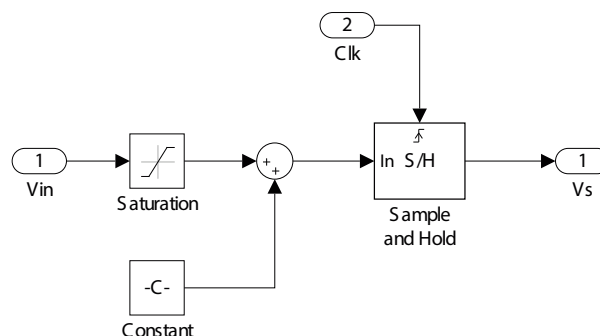 2
Clk
1
Vin
Saturation
+
+
In S/H
Sample
and Hold
1
Vs
-C-
Constant